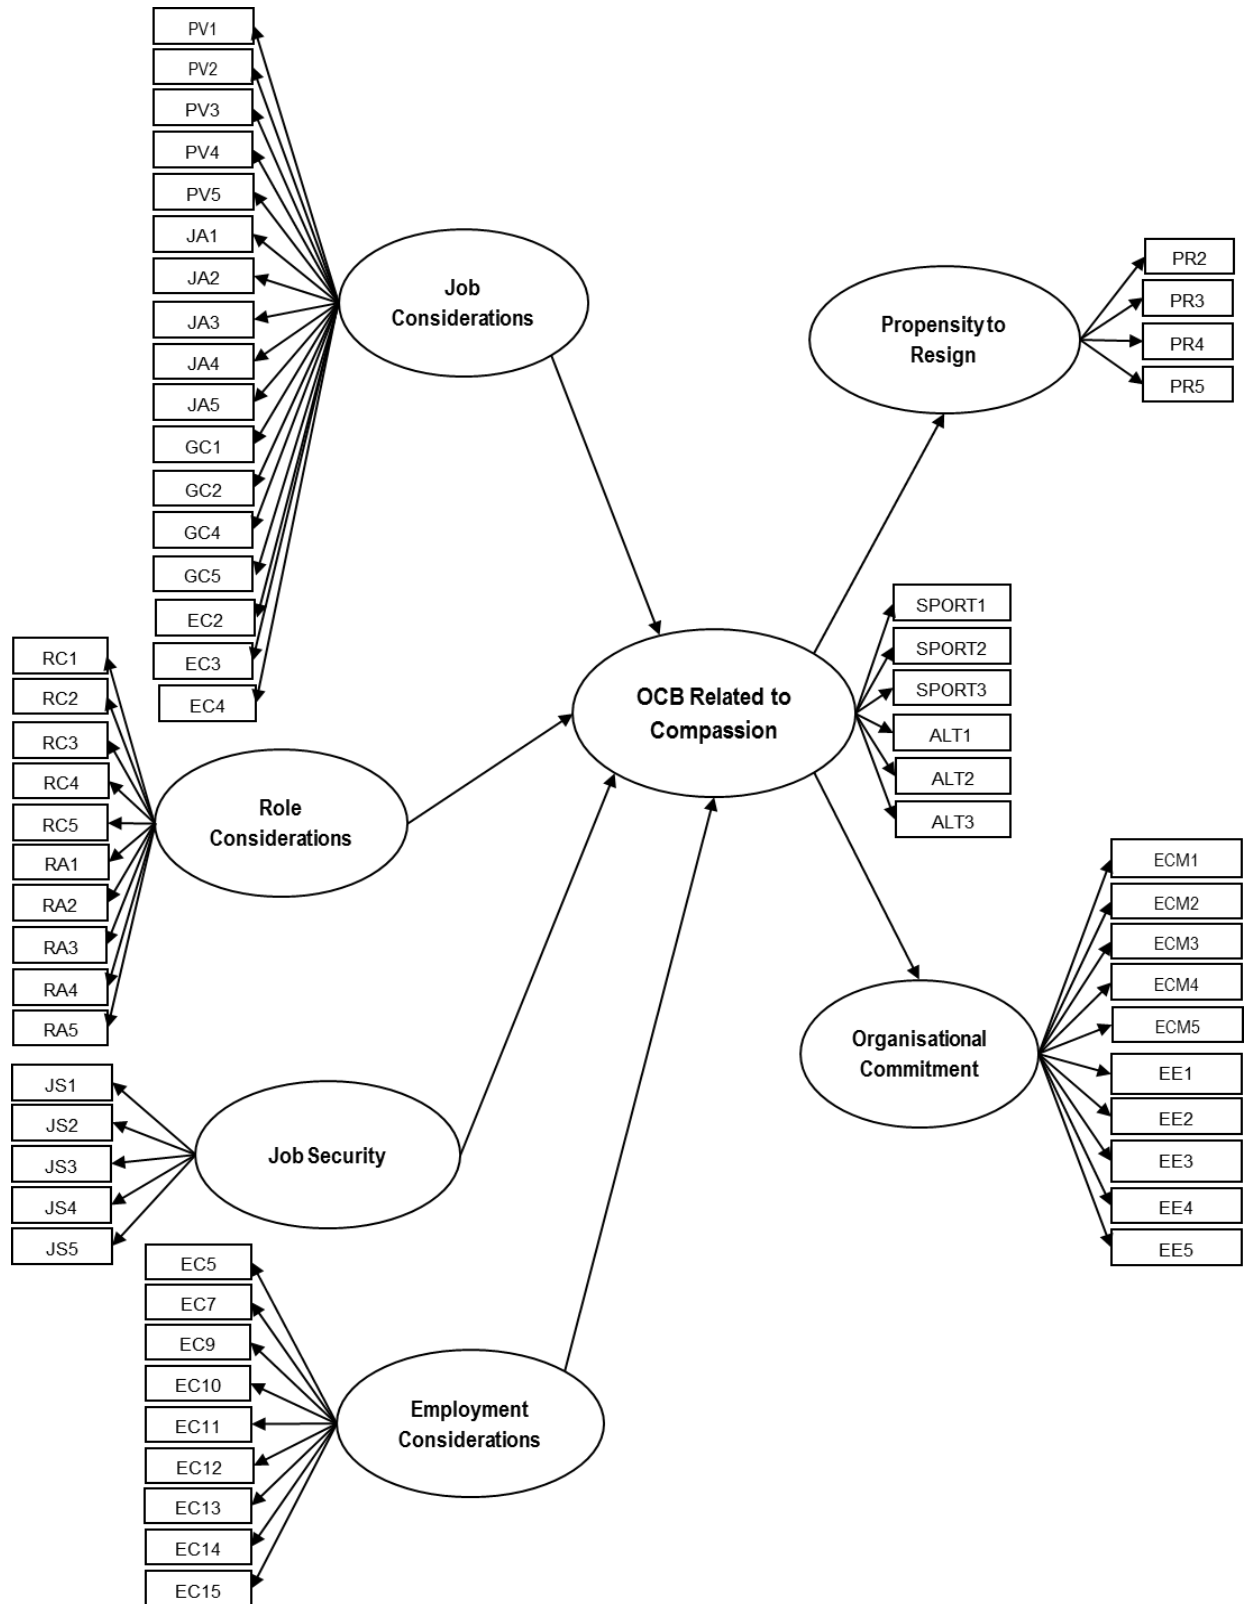 PV1
PV2
PV3
PV4
PV5
JA1
JA2
JA3
JA4
JA5
GC1
GC2
GC4
GC5
EC2
EC3
EC4
Job
Considerations
Propensity to
Resign
PR2
PR3
PR4
PR5
RC1
RC2
RC3
RC4
RC5
RA1
RA2
RA3
RA4
RA5
Role
Considerations
OCB Related to
Compassion
SPORT1
SPORT2
SPORT3
ALT1
ALT2
ALT3
Organisational
Commitment
ECM1
ECM2
ECM3
ECM4
ECM5
EE1
EE2
EE3
EE4
EE5
JS1
JS2
JS3
JS4
JS5
Job Security
EC5
EC7
EC9
EC10
EC11
EC12
EC13
EC14
EC15
Employment
Considerations